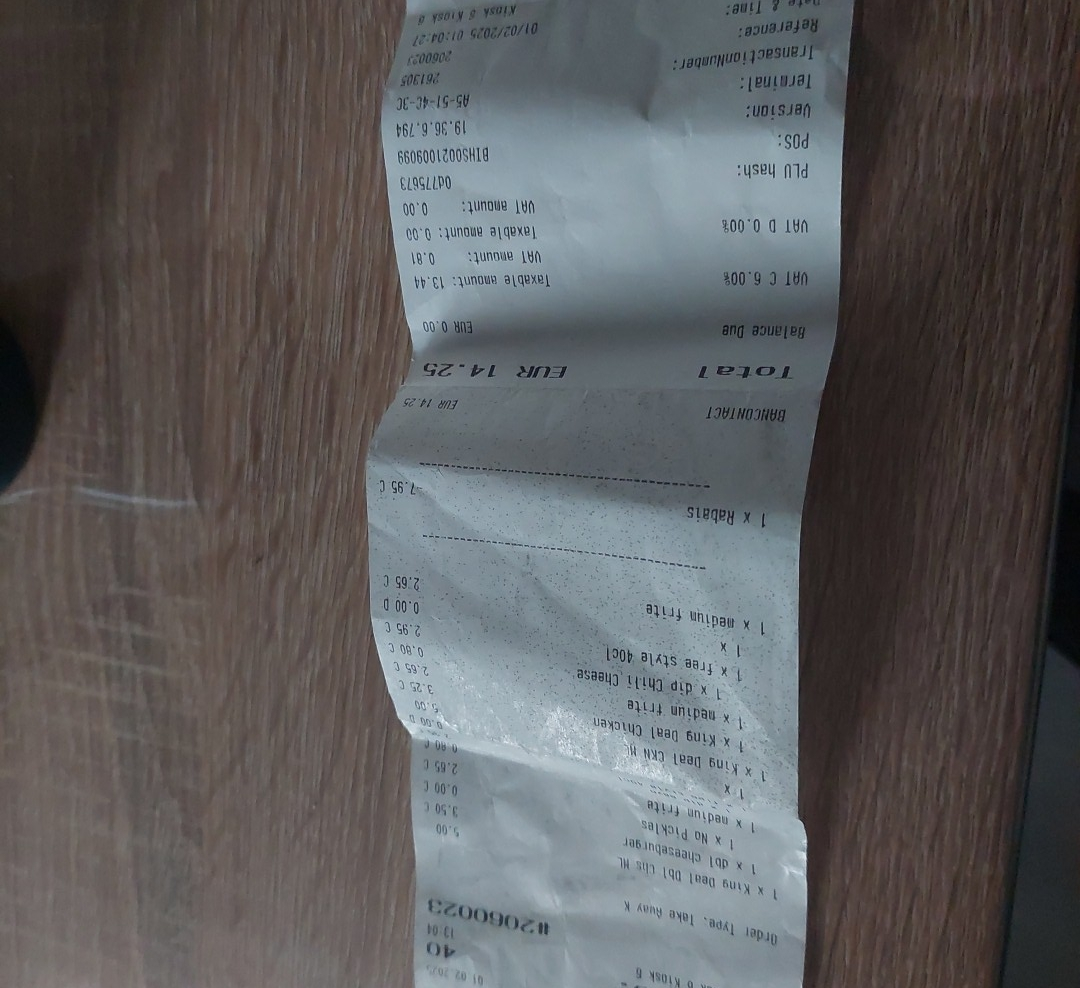 Kiosk 6
01 02 2025
40
13:04
#2060023
Order Type. Take Away K
1 x King Deal Dbl Chs ML 5.00
1 x dbl cheeseburger 3.50 C
1 x No Pickles 0.00 C
1 x medium frite 2.65 C
0.80 C
1 x 0.00 D
1 x King Deal CKN ML 5.00
1 x King Deal Chicken 3.25 C
1 x medium frite 2.65 C
1 x dip Chili Cheese 0.80 C
1 x free style 40cl 2.95 C
1 x 0.00 D
1 x medium frite 2.65 C
1 x Rabais -7.95 C
BANCONTACT EUR 14.25
Total EUR 14.25
Balance Due EUR 0.00
VAT C 6.00% Taxable amount: 13.44
VAT amount: 0.81
VAT D 0.00% Taxable amount: 0.00
VAT amount: 0.00
PLU hash: 0d775673
POS: BIHS0021009099
Version: 19.36.6.794
Terminal: A5-51-4C-3C
TransactionNumber: 261305
Reference: 2060023
Date & Time: 01/02/2025 01:04:27
Kiosk 6 Kiosk 6